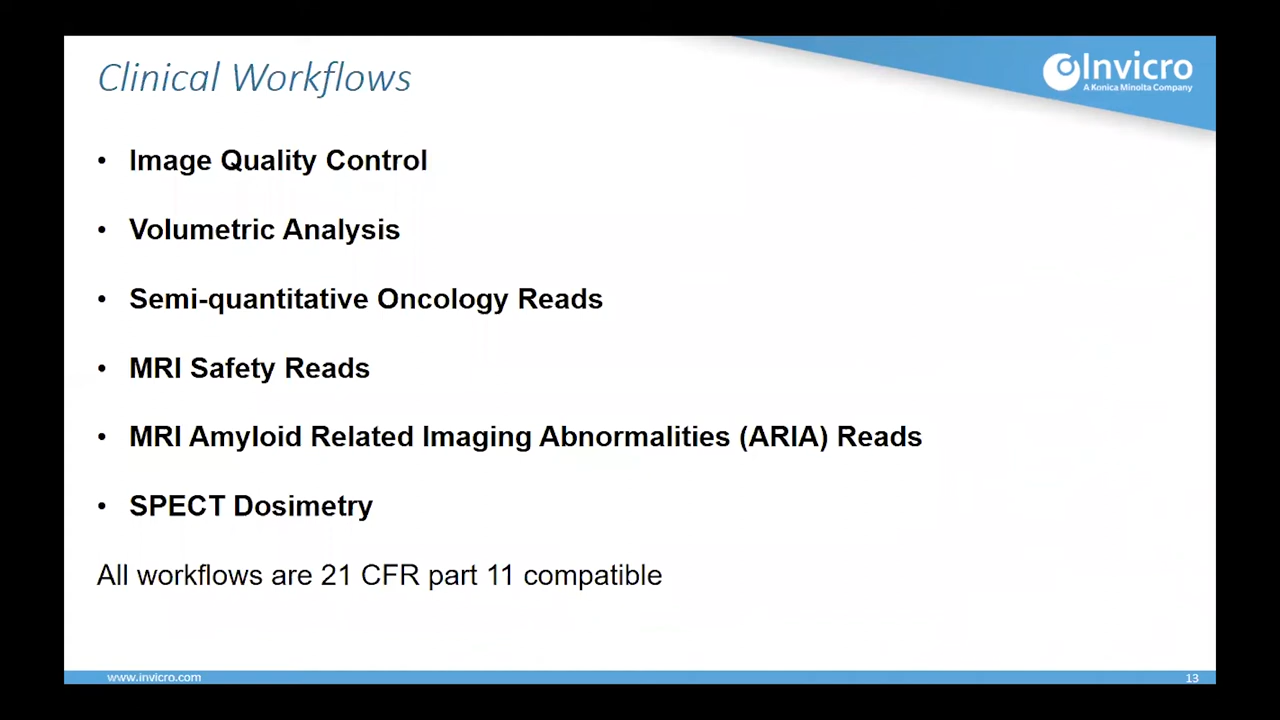 Clinical Workflows
Invicro
A Konica Minolta Company
• Image Quality Control
• Volumetric Analysis
• Semi-quantitative Oncology Reads
• MRI Safety Reads
• MRI Amyloid Related Imaging Abnormalities (ARIA) Reads
• SPECT Dosimetry
All workflows are 21 CFR part 11 compatible
www.invicro.com
13